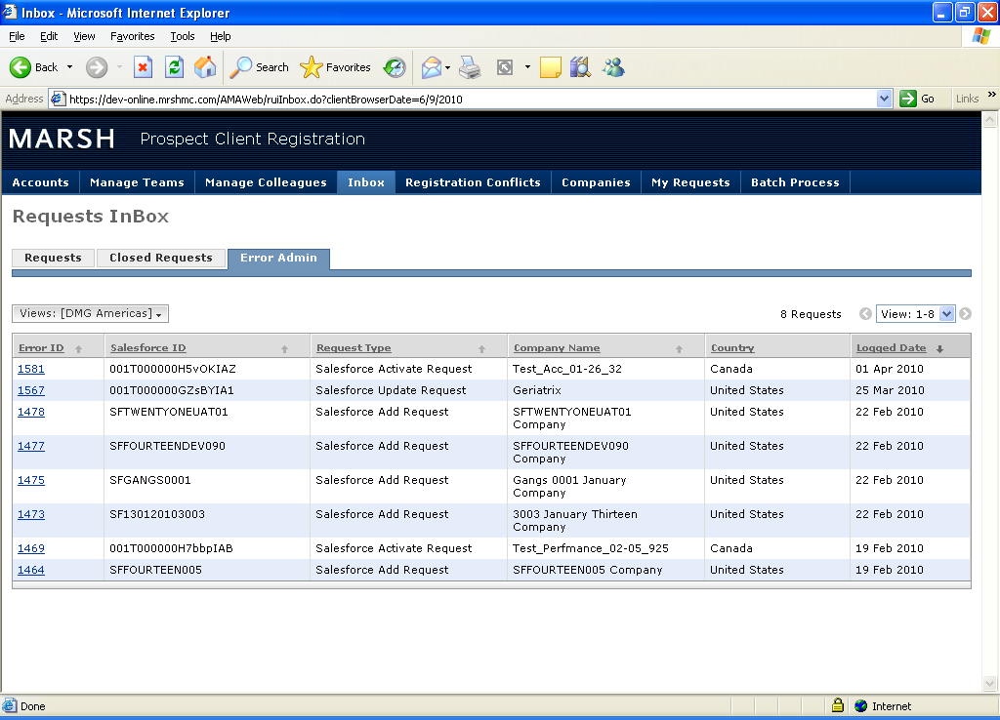 Inbox - Microsoft Internet Explorer
File Edit View Favorites Tools Help
Back Search Favorites
Address https://dev-online.mrshmc.com/AMAWeb/ruiInbox.do?clientBrowserDate=6/9/2010 Go Links »
MARSH Prospect Client Registration
Accounts Manage Teams Manage Colleagues Inbox Registration Conflicts Companies My Requests Batch Process
Requests InBox
Requests Closed Requests Error Admin
Views: [DMG Americas] 8 Requests View: 1-8
Error ID Salesforce ID Request Type Company Name Country Logged Date
1581 001T000000H5vOKIAZ Salesforce Activate Request Test_Acc_01-26_32 Canada 01 Apr 2010
1567 001T000000GZsBYIA1 Salesforce Update Request Geriatrix United States 25 Mar 2010
1478 SFTWENTYONEUAT01 Salesforce Add Request SFTWENTYONEUAT01 United States 22 Feb 2010
Company
1477 SFFOURTEENDEV090 Salesforce Add Request SFFOURTEENDEV090 United States 22 Feb 2010
Company
1475 SFGANGS0001 Salesforce Add Request Gangs 0001 January United States 22 Feb 2010
Company
1473 SF130120103003 Salesforce Add Request 3003 January Thirteen United States 22 Feb 2010
Company
1469 001T000000H7bbpIAB Salesforce Activate Request Test_Perfmance_02-05_925 Canada 19 Feb 2010
1464 SFFOURTEEN005 Salesforce Add Request SFFOURTEEN005 Company United States 19 Feb 2010
Done Internet